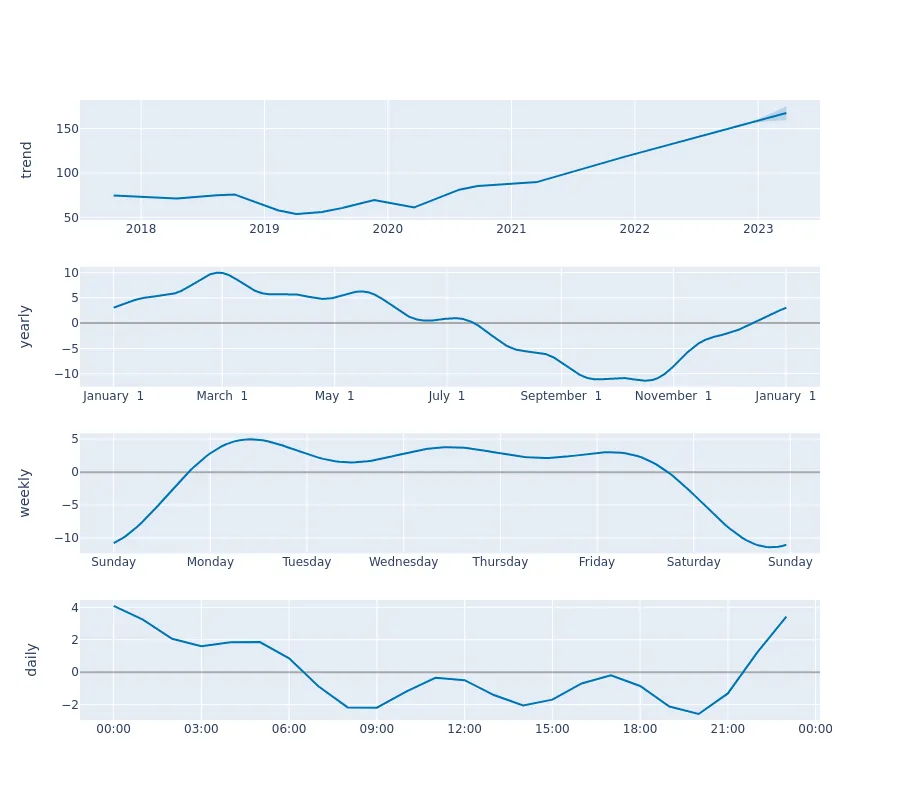 trend
150
100
50
2018 2019 2020 2021 2022 2023
yearly
10
5
0
−5
−10
January 1 March 1 May 1 July 1 September 1 November 1 January 1
weekly
5
0
−5
−10
Sunday Monday Tuesday Wednesday Thursday Friday Saturday Sunday
daily
4
2
0
−2
00:00 03:00 06:00 09:00 12:00 15:00 18:00 21:00 00:00